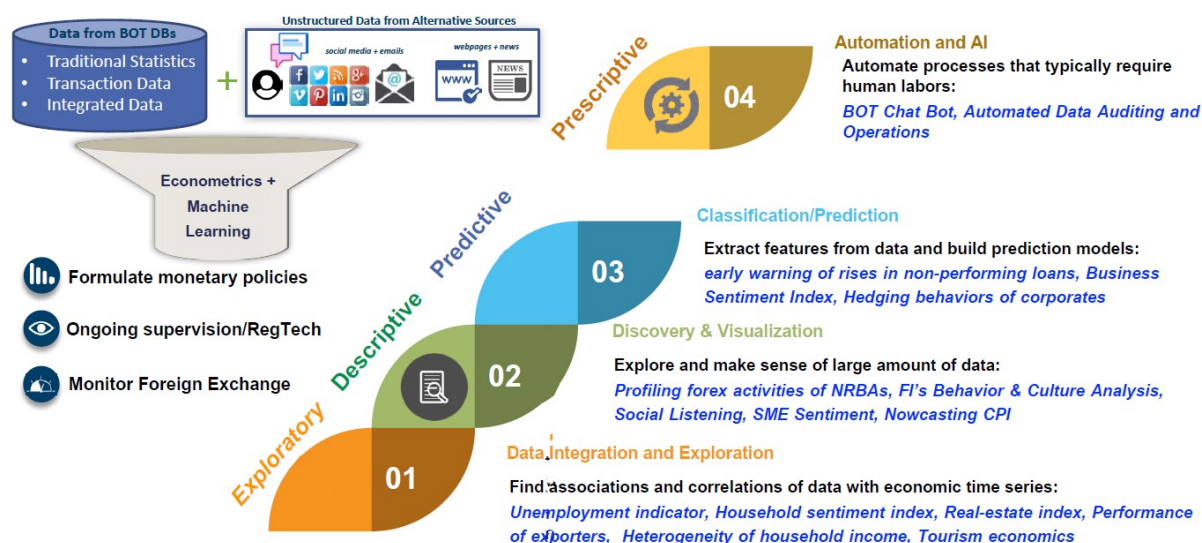 Data from BOT DBs
• Traditional Statistics
• Transaction Data
• Integrated Data
+
Unstructured Data from Alternative Sources
social media + emails
webpages + news
WWW
NEWS
Econometrics +
Machine
Learning
Formulate monetary policies
Ongoing supervision/RegTech
Monitor Foreign Exchange
Prescriptive
04
Automation and AI
Automate processes that typically require
human labors:
BOT Chat Bot, Automated Data Auditing and
Operations
Predictive
03
Classification/Prediction
Extract features from data and build prediction models:
early warning of rises in non-performing loans, Business
Sentiment Index, Hedging behaviors of corporates
Descriptive
02
Discovery & Visualization
Explore and make sense of large amount of data:
Profiling forex activities of NRBAs, FI's Behavior & Culture Analysis,
Social Listening, SME Sentiment, Nowcasting CPI
Exploratory
01
Data Integration and Exploration
Find associations and correlations of data with economic time series:
Unemployment indicator, Household sentiment index, Real-estate index, Performance
of exporters, Heterogeneity of household income, Tourism economics